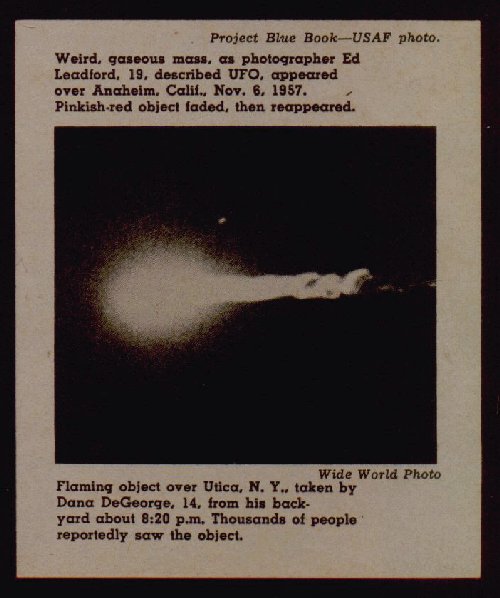 Project Blue Book—USAF photo.
Weird, gaseous mass, as photographer Ed
Leadford, 19, described UFO, appeared
over Anaheim, Calif., Nov. 6, 1957.
Pinkish-red object faded, then reappeared.
Wide World Photo
Flaming object over Utica, N. Y., taken by
Dana DeGeorge, 14, from his back-
yard about 8:20 p.m. Thousands of people
reportedly saw the object.